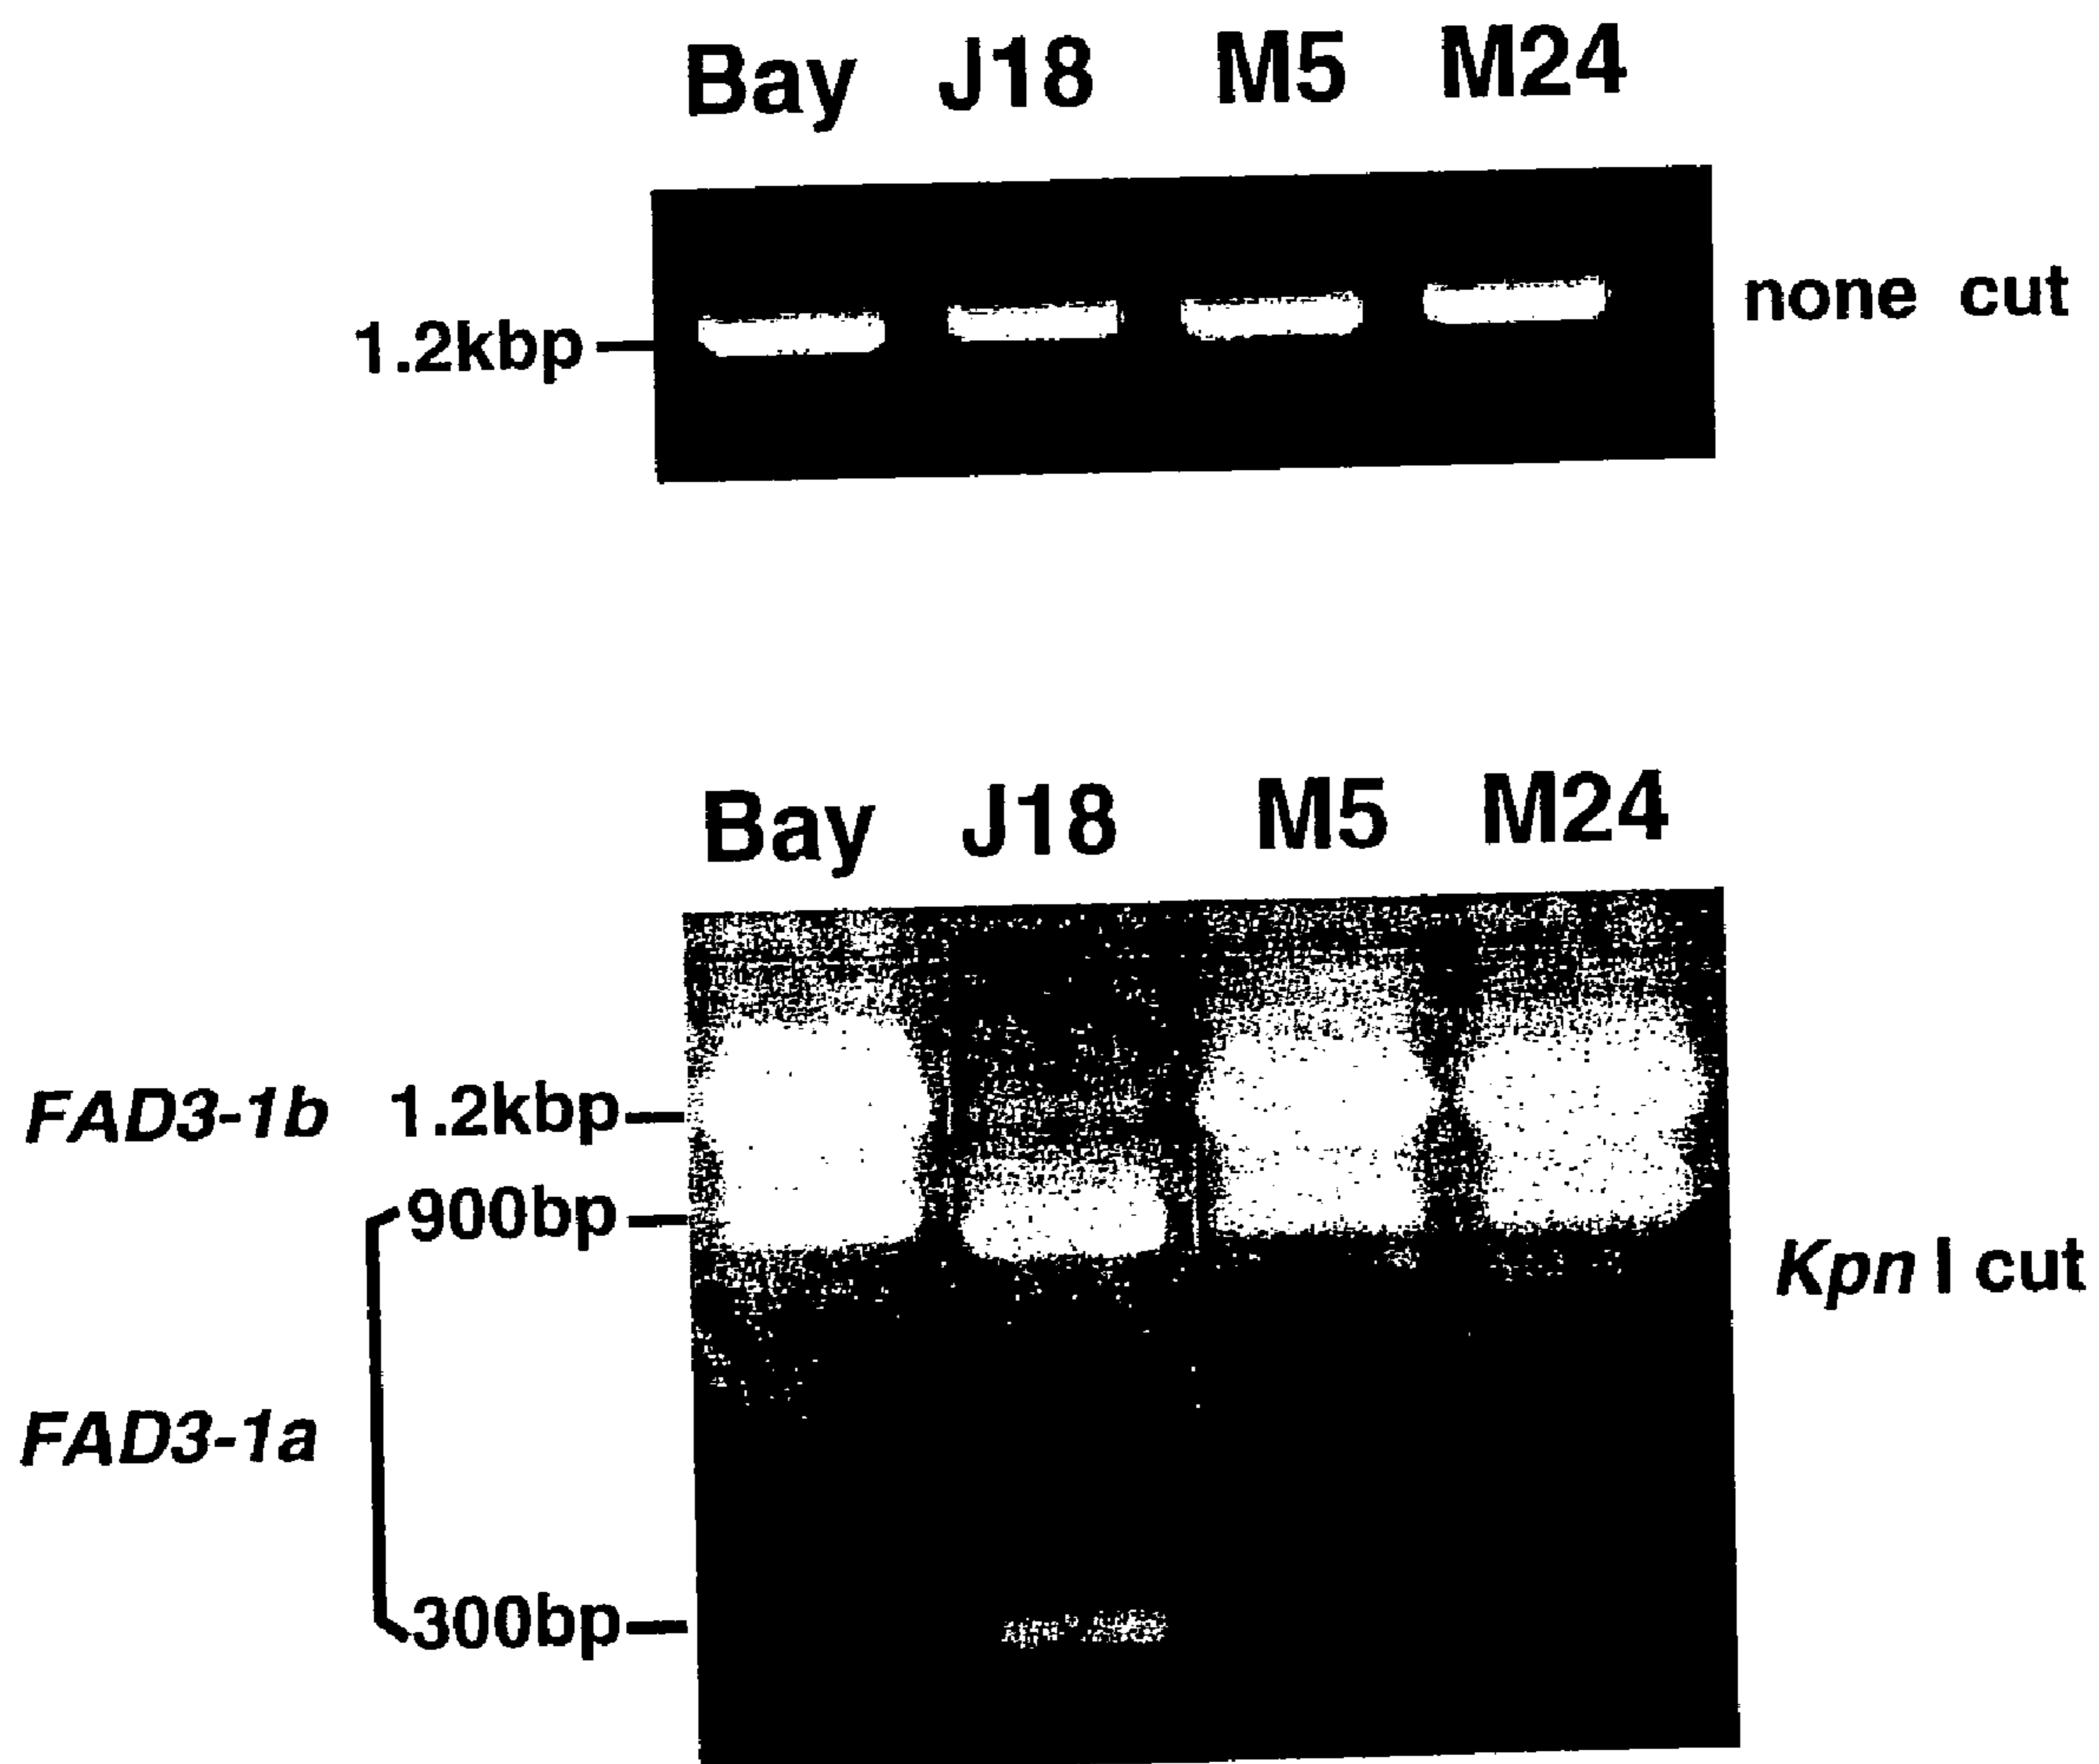 Bay J18 M5 M24
1.2kbp
none cut
Bay J18 M5 M24
FAD3-1b 1.2kbp
900bp
Kpn I cut
FAD3-1a
300bp